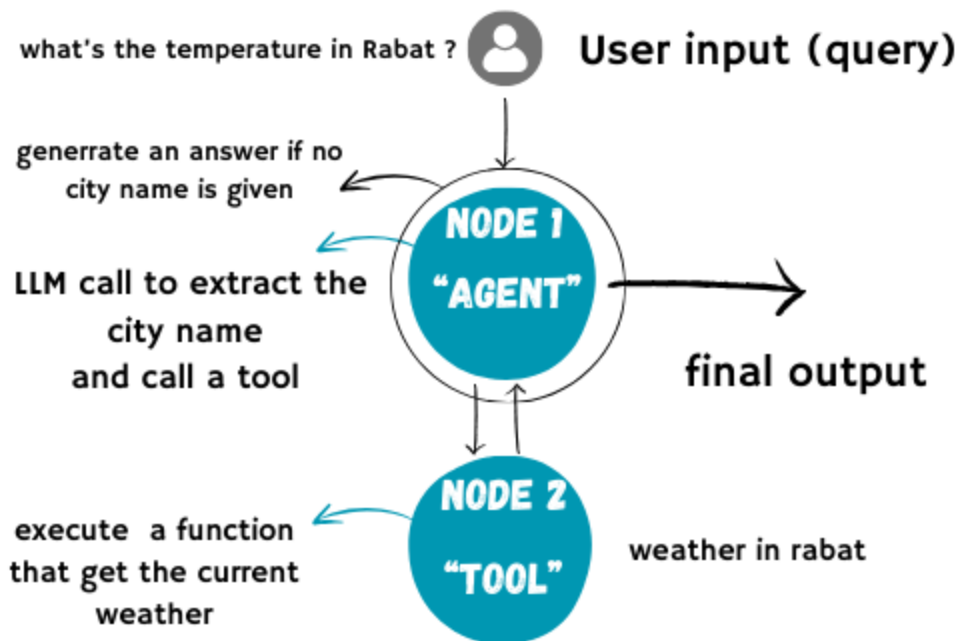 what's the temperature in Rabat ?
User input (query)
generrate an answer if no
city name is given
NODE 1
"AGENT"
LLM call to extract the
city name
and call a tool
final output
NODE 2
"TOOL"
execute a function
that get the current
weather
weather in rabat